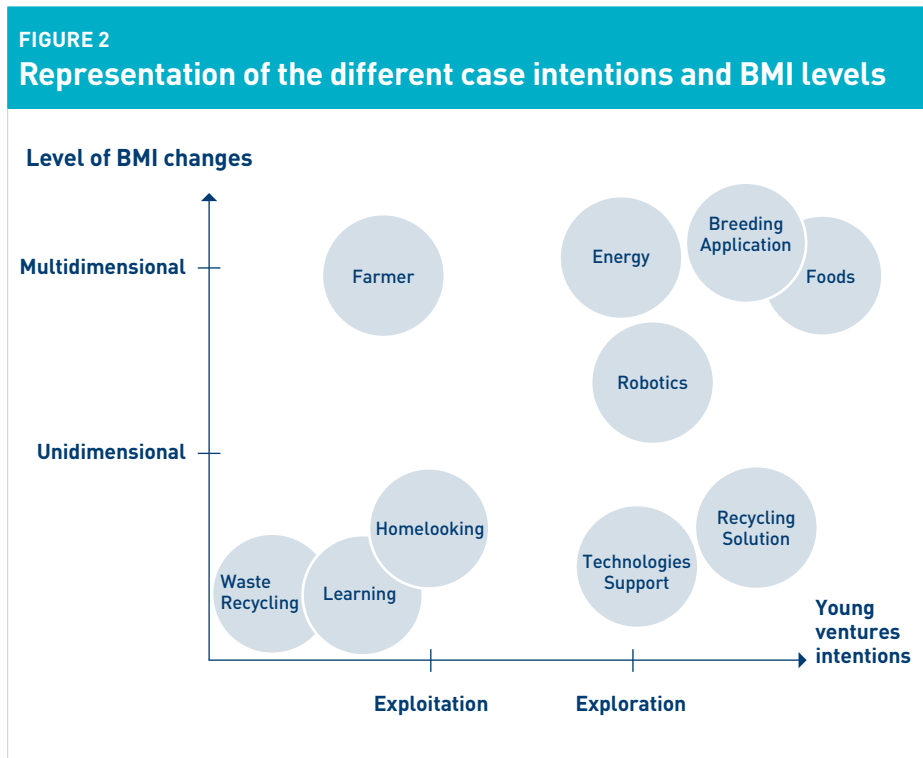 FIGURE 2
Representation of the different case intentions and BMI levels
Level of BMI changes
Multidimensional
Unidimensional
Farmer
Energy
Breeding
Application
Foods
Robotics
Homelooking
Waste
Recycling
Learning
Technologies
Support
Recycling
Solution
Young
ventures
intentions
Exploitation
Exploration